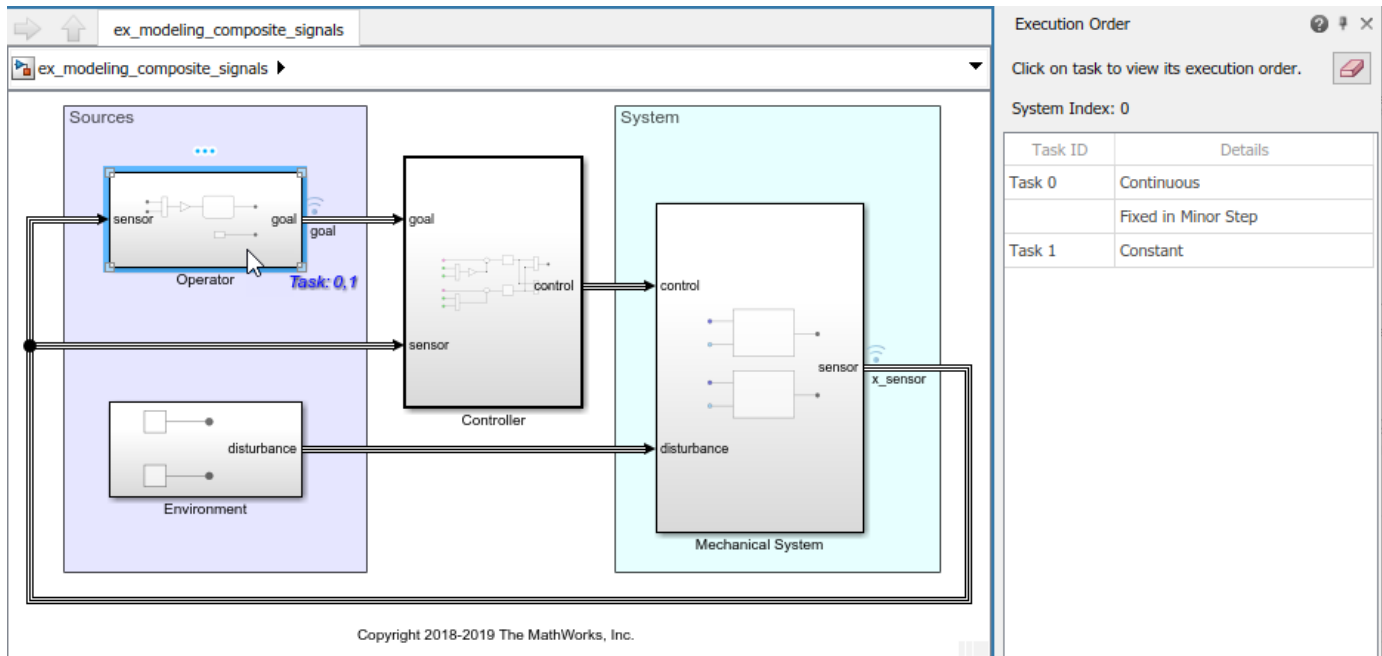 ex_modeling_composite_signals
ex_modeling_composite_signals
Sources
System
sensor
goal
goal
Operator
Task: 0,1
goal
control
sensor
Controller
control
sensor
x_sensor
disturbance
Mechanical System
disturbance
Environment
Copyright 2018-2019 The MathWorks, Inc.
Execution Order
Click on task to view its execution order.
System Index: 0
Task ID Details
Task 0 Continuous
Fixed in Minor Step
Task 1 Constant